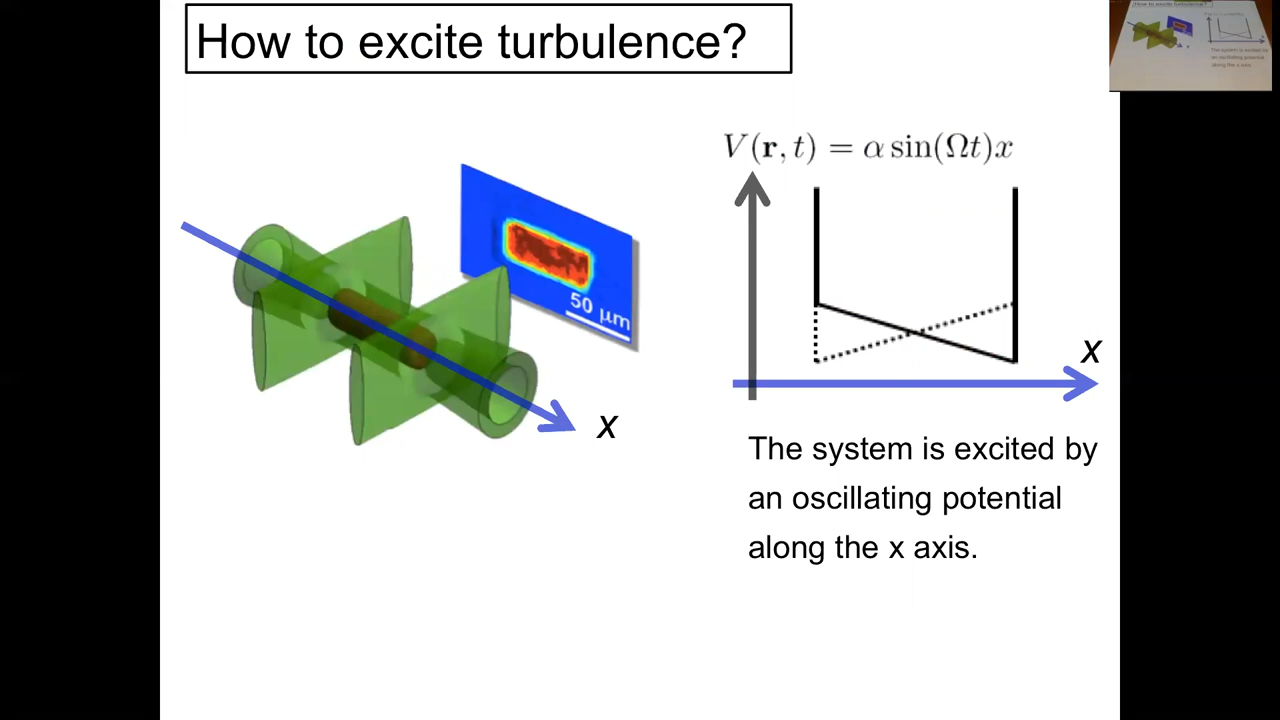 How to excite turbulence?
V(r, t) = α sin(Ωt)x
50 μm
x
x
The system is excited by
an oscillating potential
along the x axis.